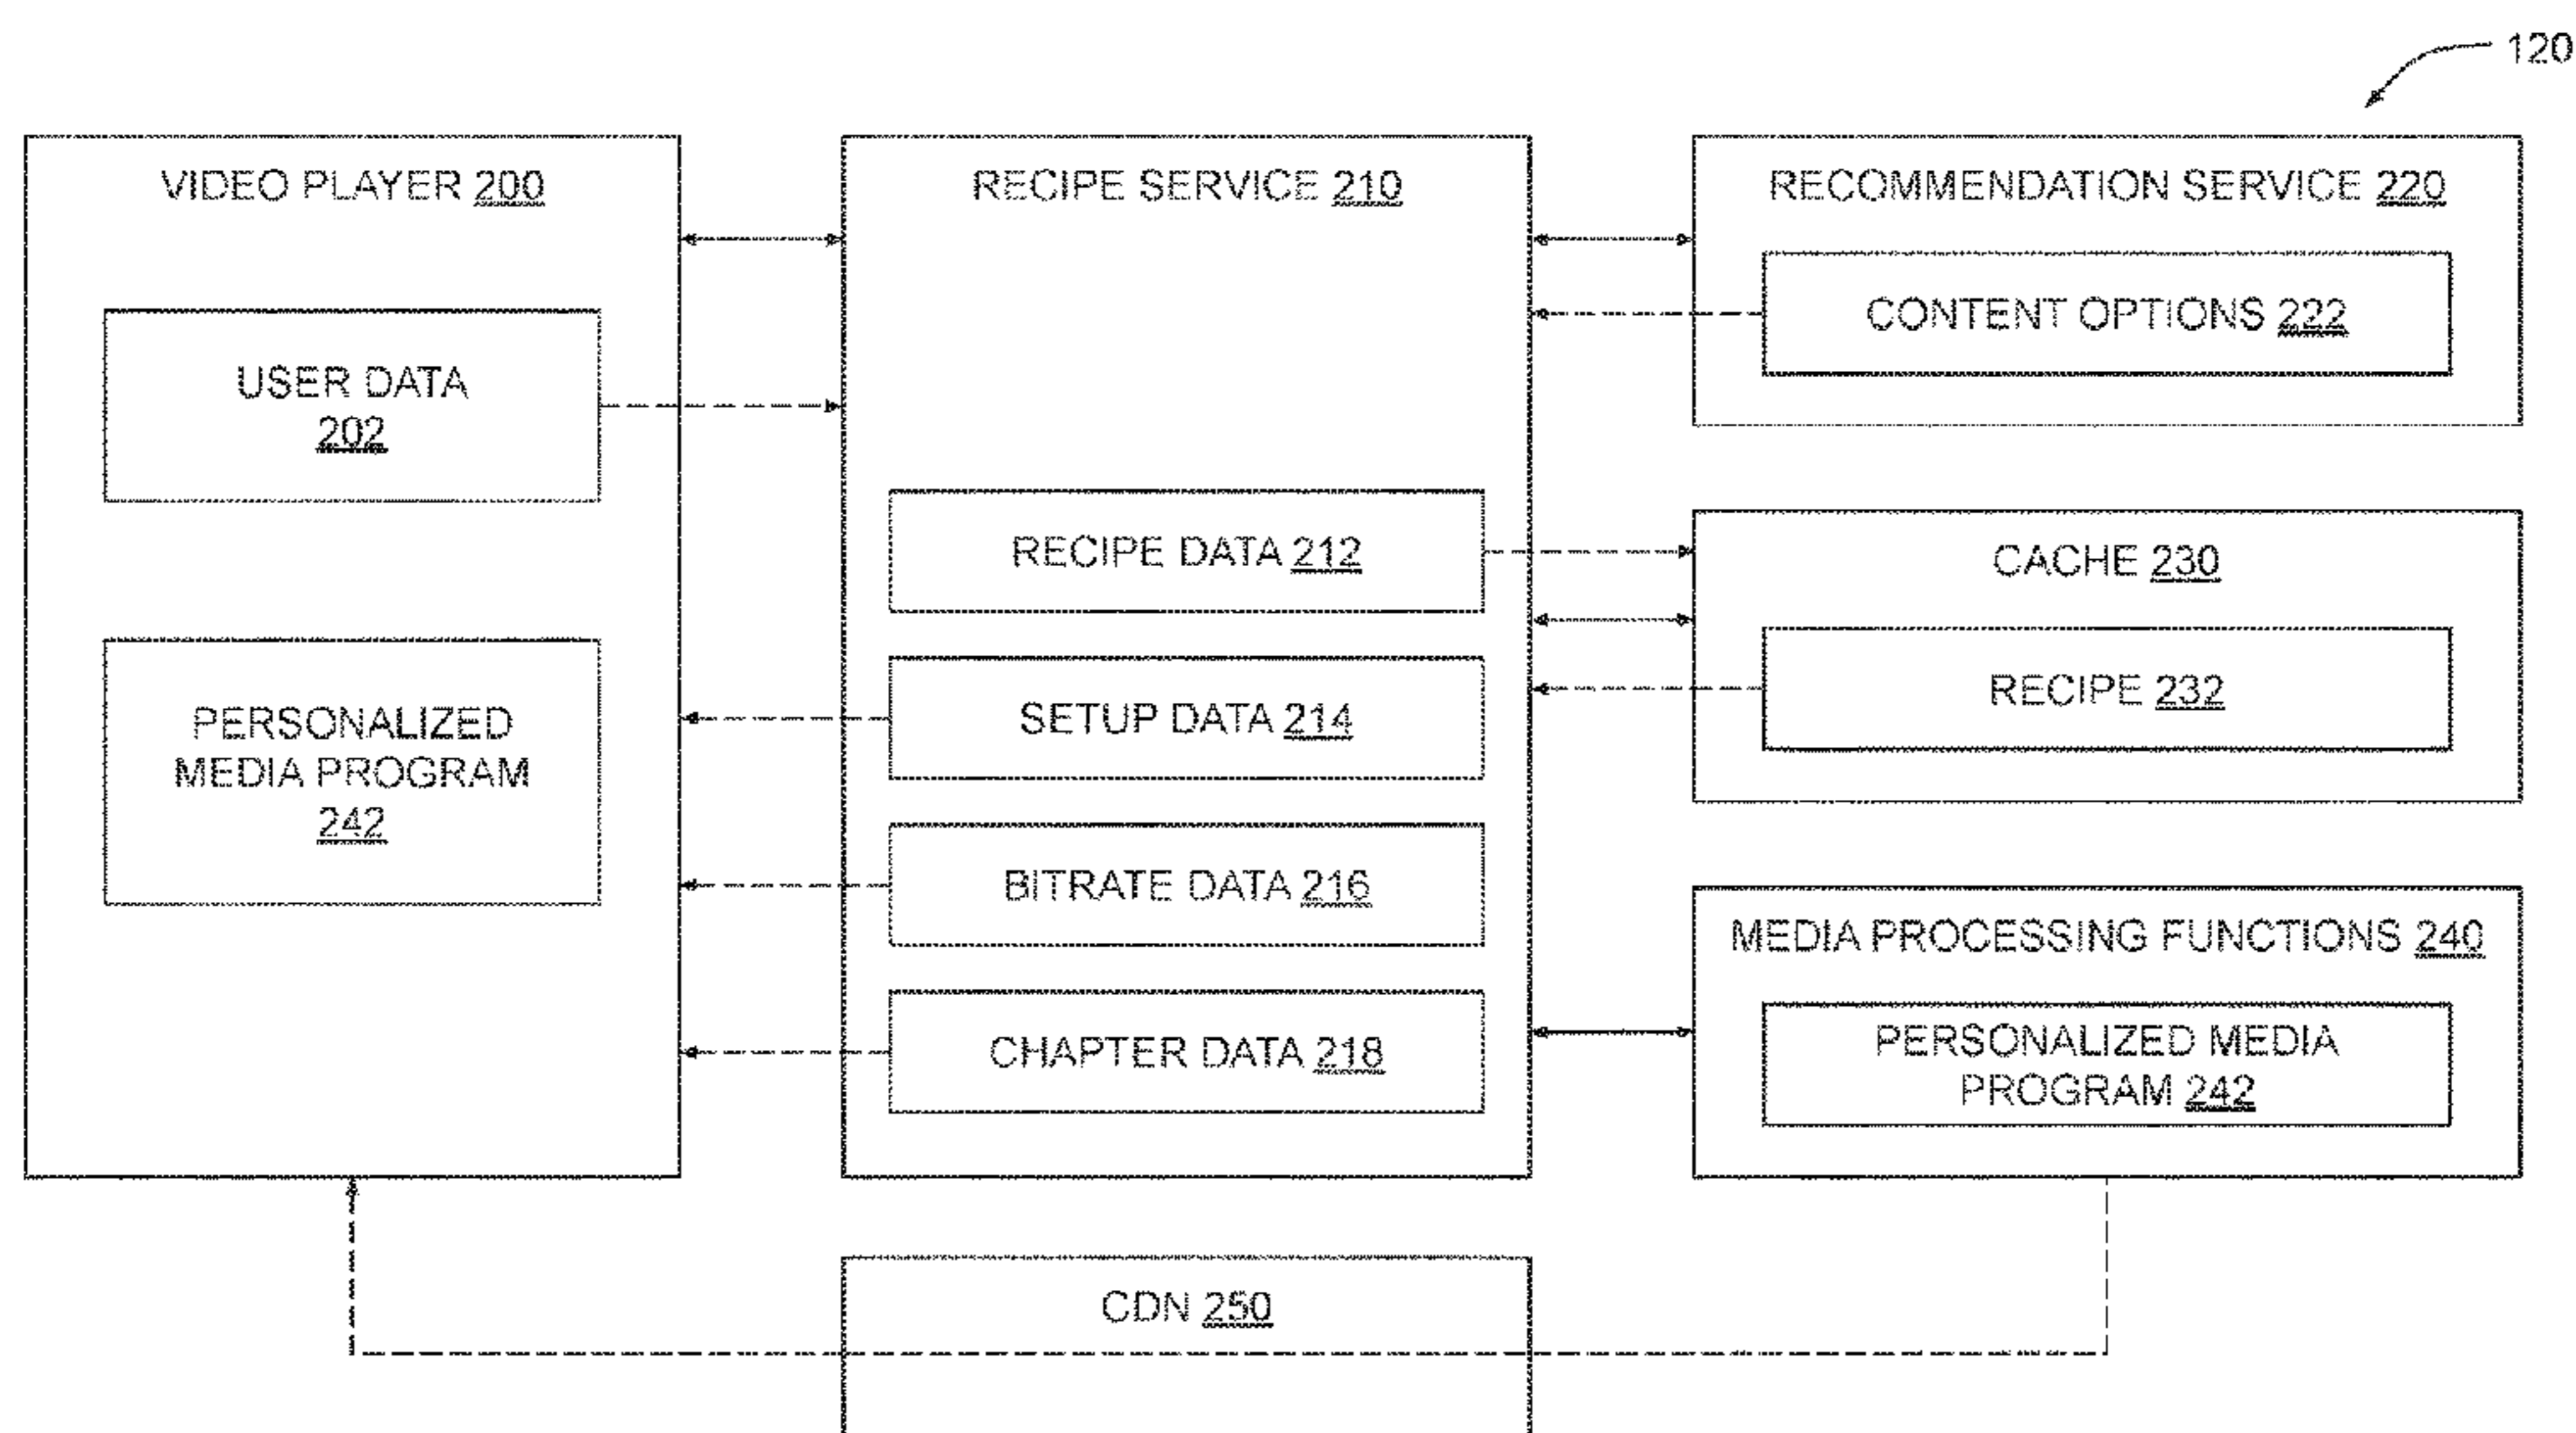 120
VIDEO PLAYER 200
USER DATA
202
PERSONALIZED
MEDIA PROGRAM
242
RECIPE SERVICE 210
RECIPE DATA 212
SETUP DATA 214
BITRATE DATA 216
CHAPTER DATA 218
RECOMMENDATION SERVICE 220
CONTENT OPTIONS 222
CACHE 230
RECIPE 232
MEDIA PROCESSING FUNCTIONS 240
PERSONALIZED MEDIA
PROGRAM 242
CDN 250